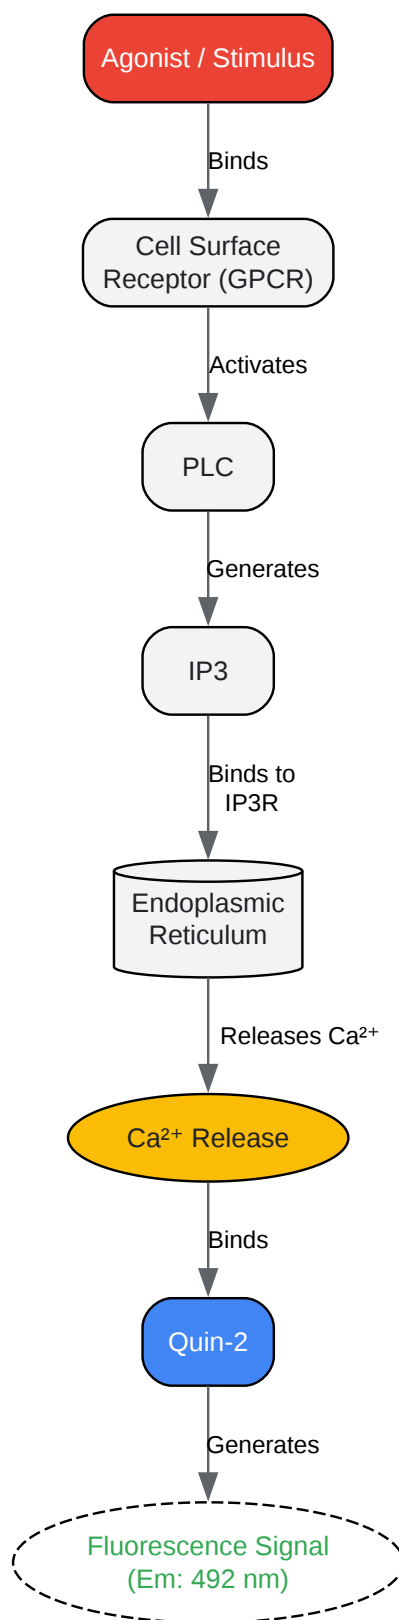 Agonist / Stimulus
Binds
Cell Surface
Receptor (GPCR)
Activates
PLC
Generates
IP3
Binds to
IP3R
Endoplasmic
Reticulum
Releases Ca²⁺
Ca²⁺ Release
Binds
Quin-2
Generates
Fluorescence Signal
(Em: 492 nm)